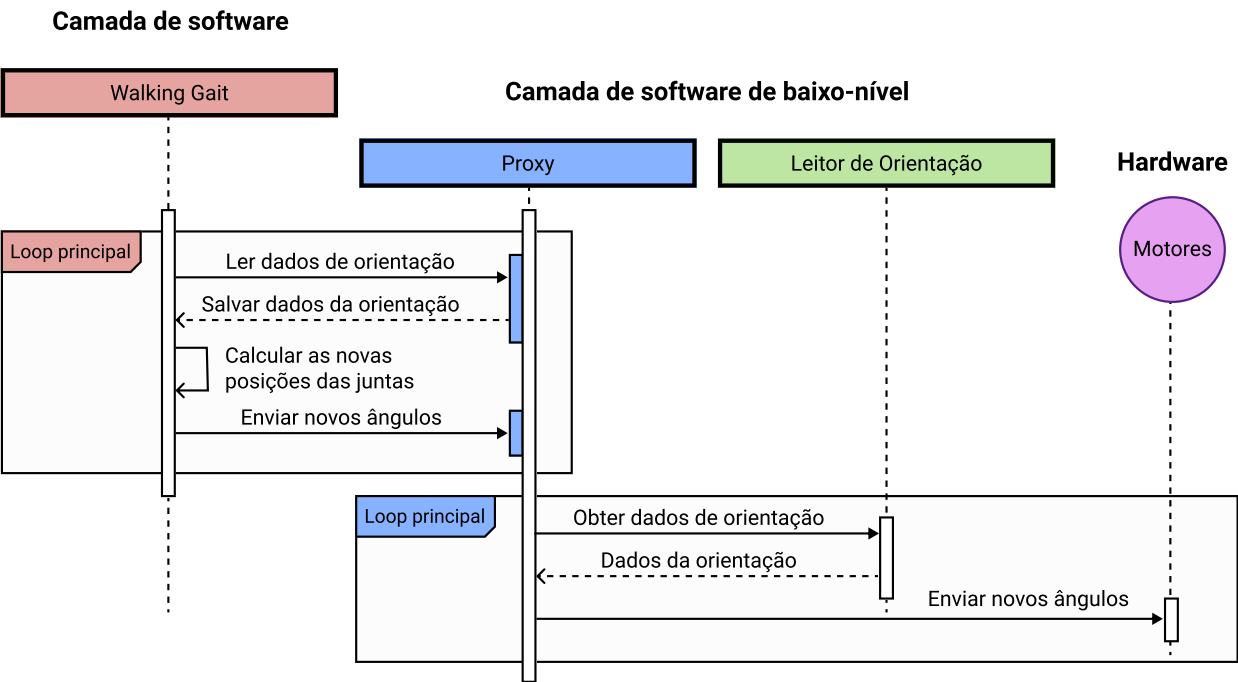 Camada de software
Walking Gait
Camada de software de baixo-nível
Proxy
Leitor de Orientação
Hardware
Motores
Loop principal
Ler dados de orientação
Salvar dados da orientação
Calcular as novas
posições das juntas
Enviar novos ângulos
Loop principal
Obter dados de orientação
Dados da orientação
Enviar novos ângulos